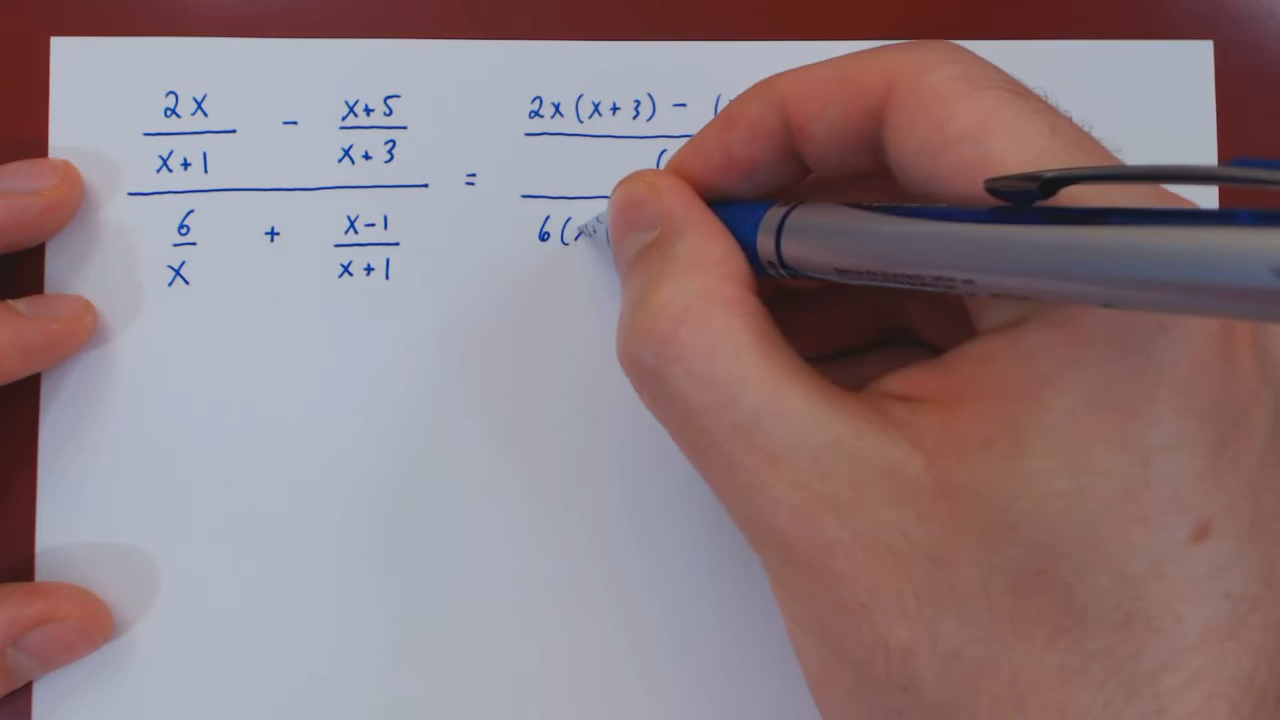 2x x+5 2x(x+3) - (
x+1 - x+3 (
=
6 + x-1 6(x
x x+1